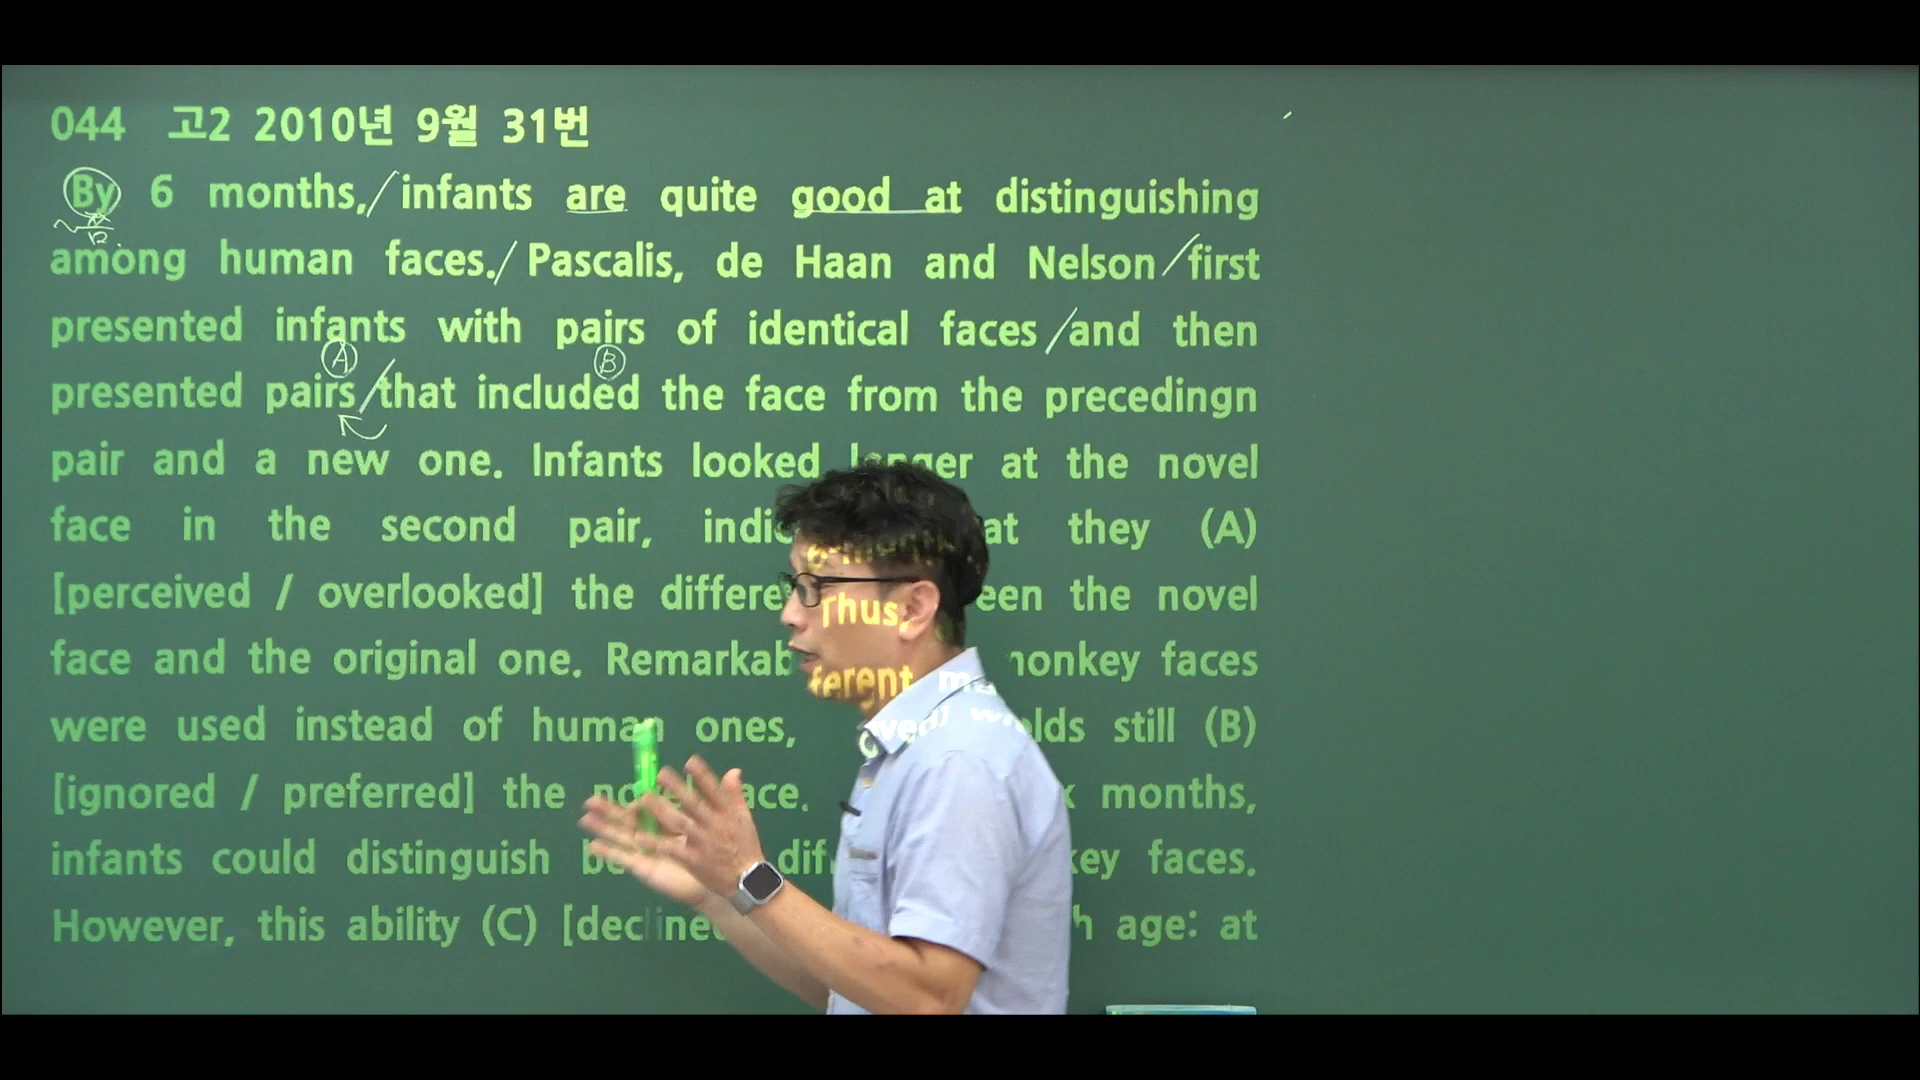 044 고2 2010년 9월 31번
By 6 months, infants are quite good at distinguishing
among human faces. Pascalis, de Haan and Nelson first
presented infants with pairs of identical faces and then
A B
presented pairs that included the face from the precedingn
pair and a new one. Infants looked longer at the novel
face in the second pair, at they (A)
[perceived / overlooked] the the novel
Thus,
face and the original one. monkey faces
ferent
were used instead of human ones, still (B)
[ignored / preferred] the months,
infants could distinguish faces.
However, this ability (C) age: at